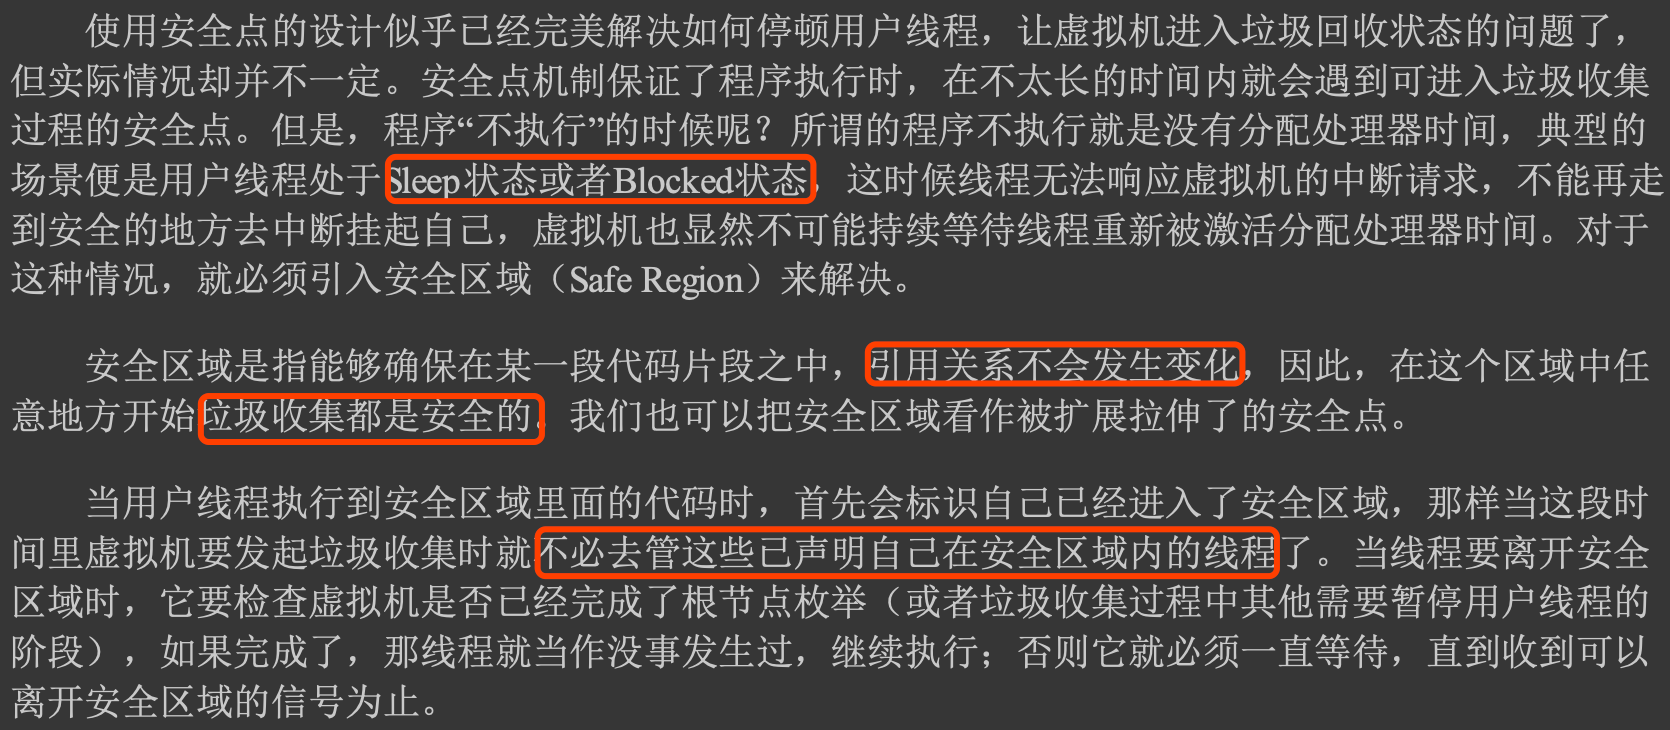 使用安全点的设计似乎已经完美解决如何停顿用户线程，让虚拟机进入垃圾回收状态的问题了，
但实际情况却并不一定。安全点机制保证了程序执行时，在不太长的时间内就会遇到可进入垃圾收集
过程的安全点。但是，程序“不执行”的时候呢？所谓的程序不执行就是没有分配处理器时间，典型的
场景便是用户线程处于Sleep状态或者Blocked状态，这时候线程无法响应虚拟机的中断请求，不能再走
到安全的地方去中断挂起自己，虚拟机也显然不可能持续等待线程重新被激活分配处理器时间。对于
这种情况，就必须引入安全区域（Safe Region）来解决。
安全区域是指能够确保在某一段代码片段之中，引用关系不会发生变化，因此，在这个区域中任
意地方开始垃圾收集都是安全的。我们也可以把安全区域看作被扩展拉伸了的安全点。
当用户线程执行到安全区域里面的代码时，首先会标识自己已经进入了安全区域，那样当这段时
间里虚拟机要发起垃圾收集时就不必去管这些已声明自己在安全区域内的线程了。当线程要离开安全
区域时，它要检查虚拟机是否已经完成了根节点枚举（或者垃圾收集过程中其他需要暂停用户线程的
阶段），如果完成了，那线程就当作没事发生过，继续执行；否则它就必须一直等待，直到收到可以
离开安全区域的信号为止。